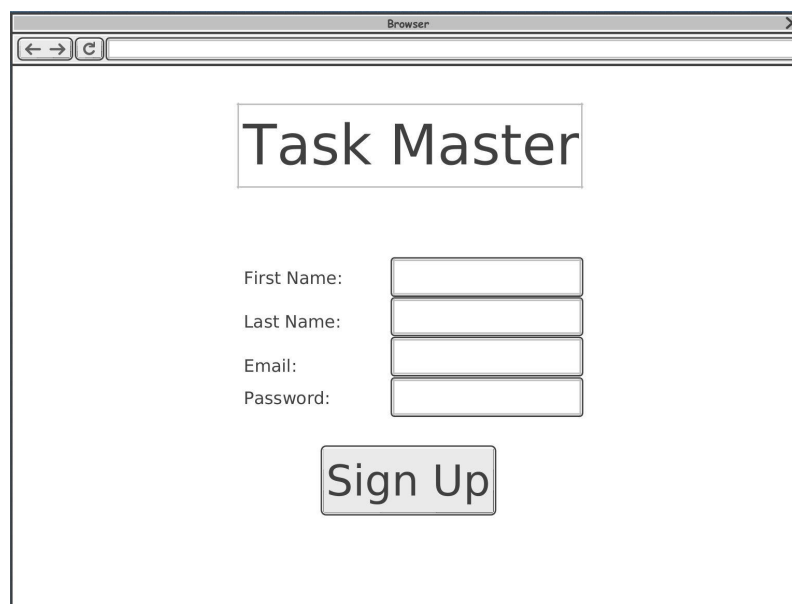 Browser
Task Master
First Name:
Last Name:
Email:
Password:
Sign Up